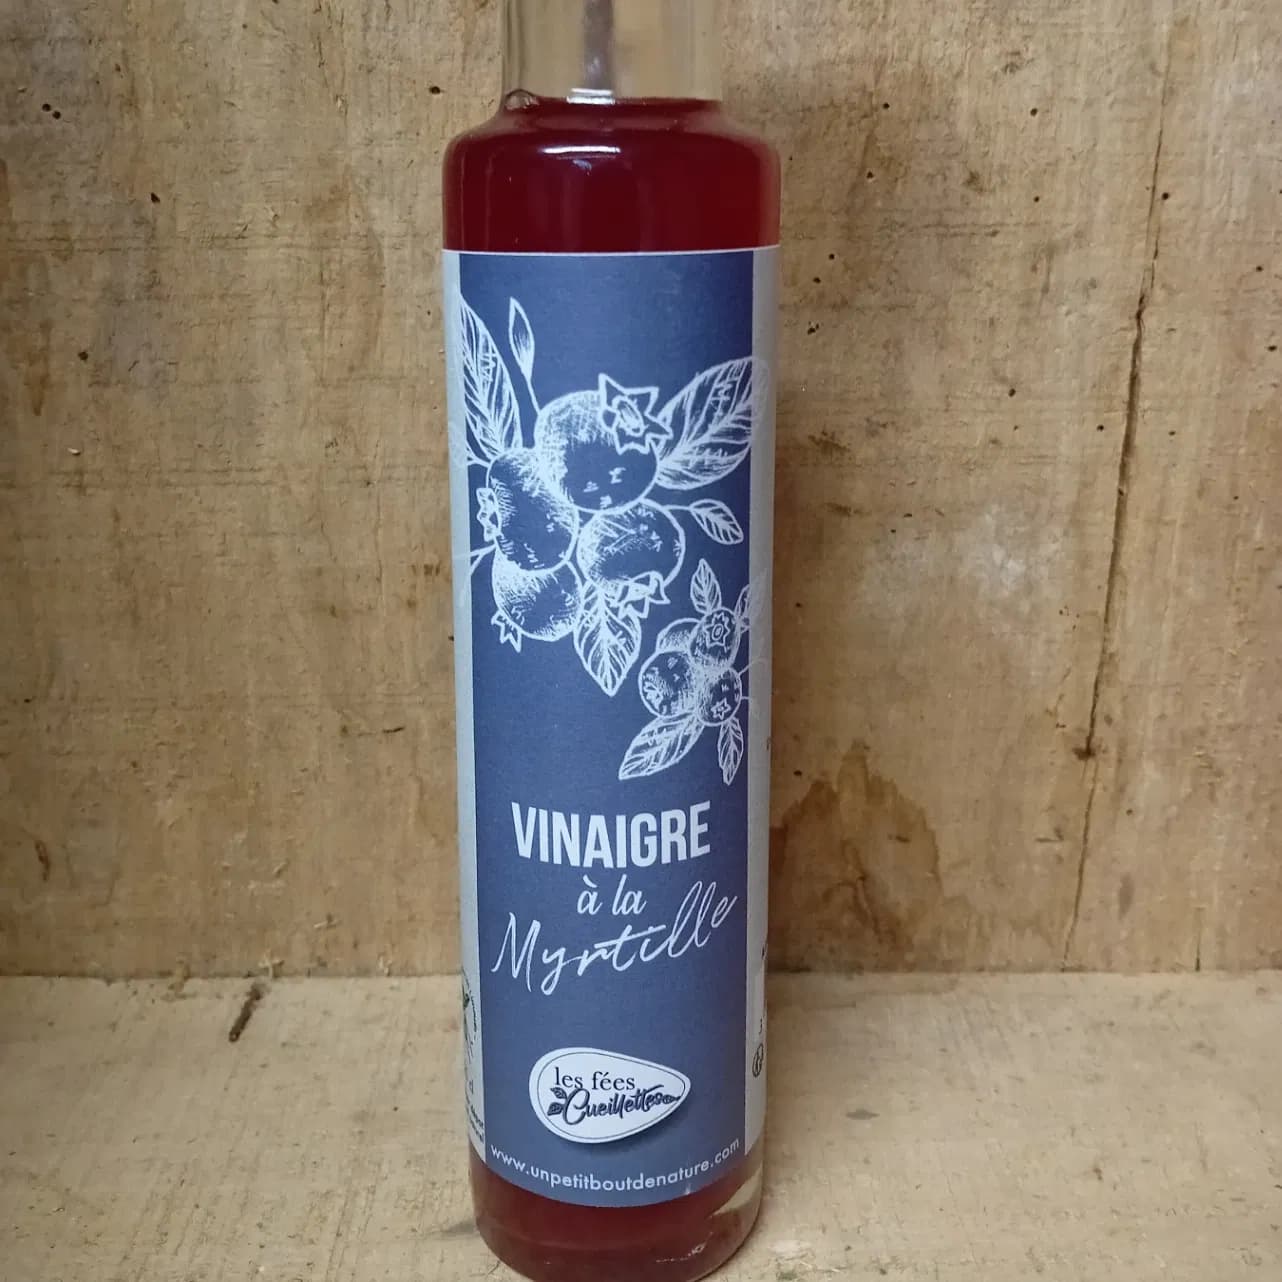 VINAIGRE
à la
Myrtille
les fées
Cueillettes
www.unpetitboutdenature.com